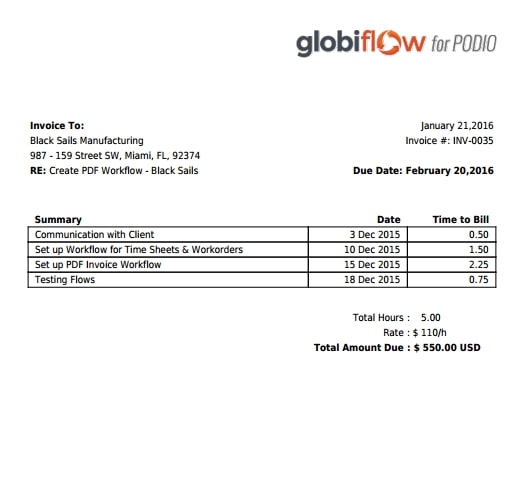 globiflow for PODIO
Invoice To:
Black Sails Manufacturing
987 - 159 Street SW, Miami, FL, 92374
RE: Create PDF Workflow - Black Sails
January 21,2016
Invoice #: INV-0035
Due Date: February 20,2016
Summary Date Time to Bill
Communication with Client 3 Dec 2015 0.50
Set up Workflow for Time Sheets & Workorders 10 Dec 2015 1.50
Set up PDF Invoice Workflow 15 Dec 2015 2.25
Testing Flows 18 Dec 2015 0.75
Total Hours : 5.00
Rate : $ 110/h
Total Amount Due : $ 550.00 USD